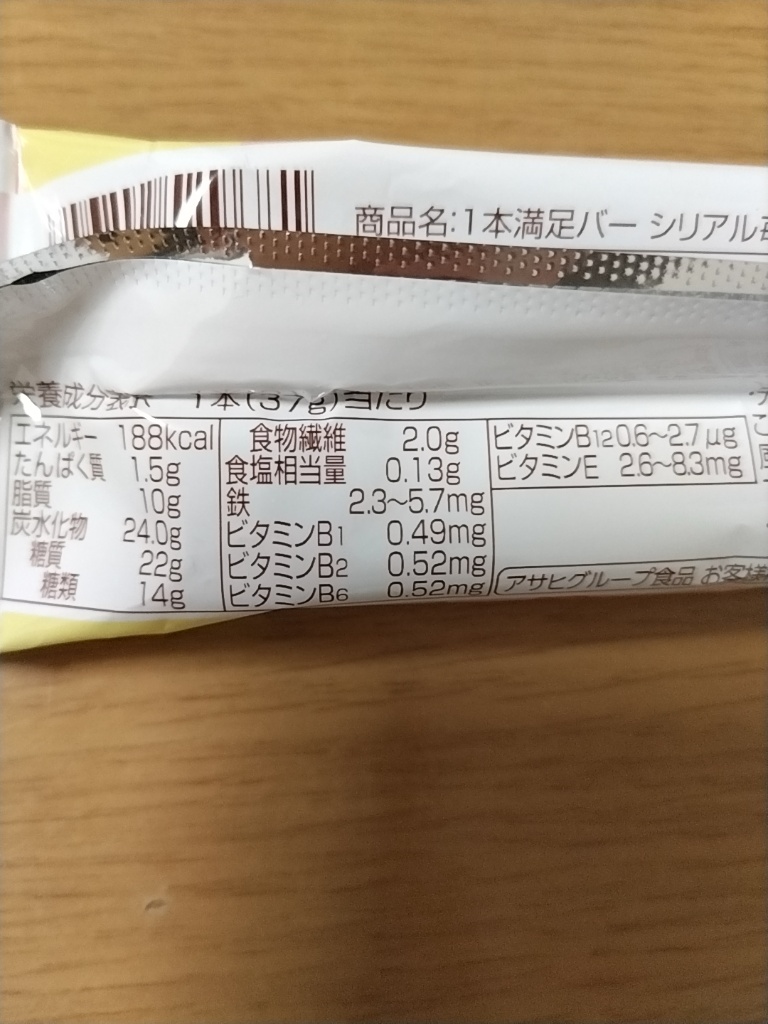 商品名:1本満足バー シリアル苺
栄養成分表示 1本(37g)当たり
エネルギー 188kcal
たんぱく質 1.5g
脂質 10g
炭水化物 24.0g
糖質 22g
糖類 14g
食物繊維 2.0g
食塩相当量 0.13g
鉄 2.3~5.7mg
ビタミンB1 0.49mg
ビタミンB2 0.52mg
ビタミンB6 0.52mg
ビタミンB12 0.6~2.7μg
ビタミンE 2.6~8.3mg
アサヒグループ食品 お客様